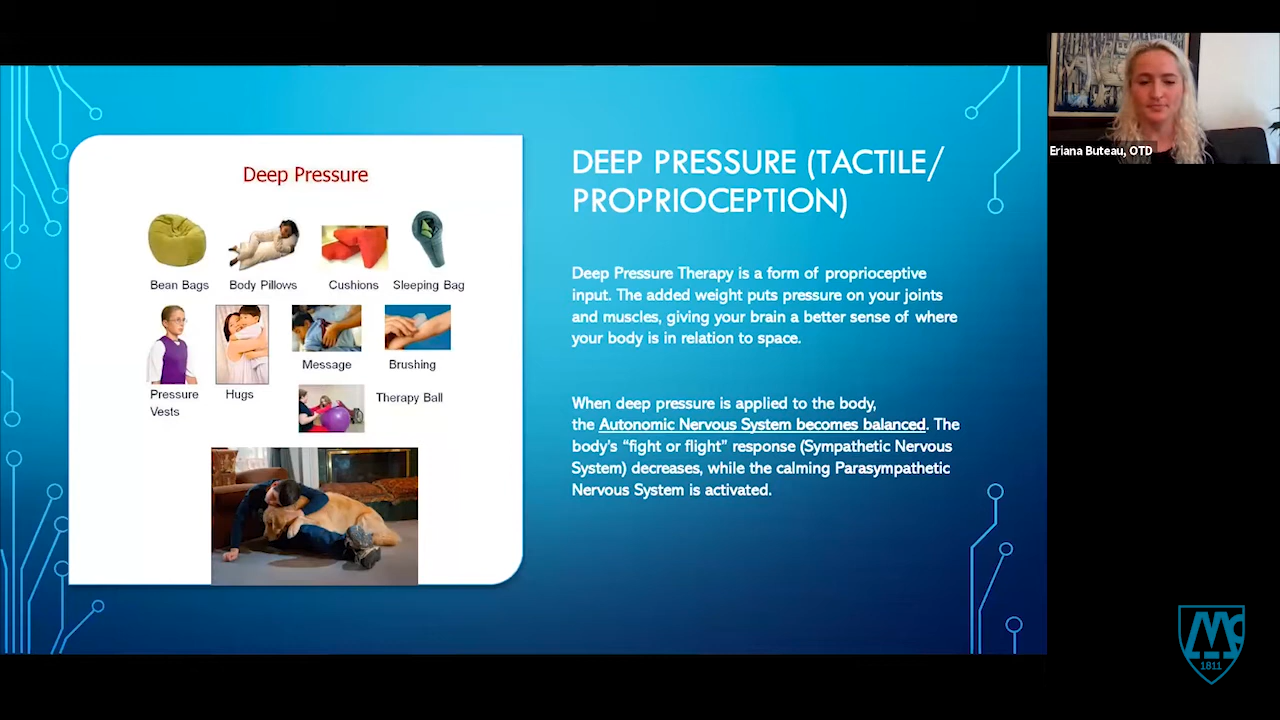 Deep Pressure
Bean Bags
Body Pillows
Cushions
Sleeping Bag
Message
Brushing
Pressure
Vests
Hugs
Therapy Ball
DEEP PRESSURE (TACTILE/
PROPRIOCEPTION)
Deep Pressure Therapy is a form of proprioceptive
input. The added weight puts pressure on your joints
and muscles, giving your brain a better sense of where
your body is in relation to space.
When deep pressure is applied to the body,
the Autonomic Nervous System becomes balanced. The
body's “fight or flight” response (Sympathetic Nervous
System) decreases, while the calming Parasympathetic
Nervous System is activated.
Eriana Buteau, OTD
Mc
1811